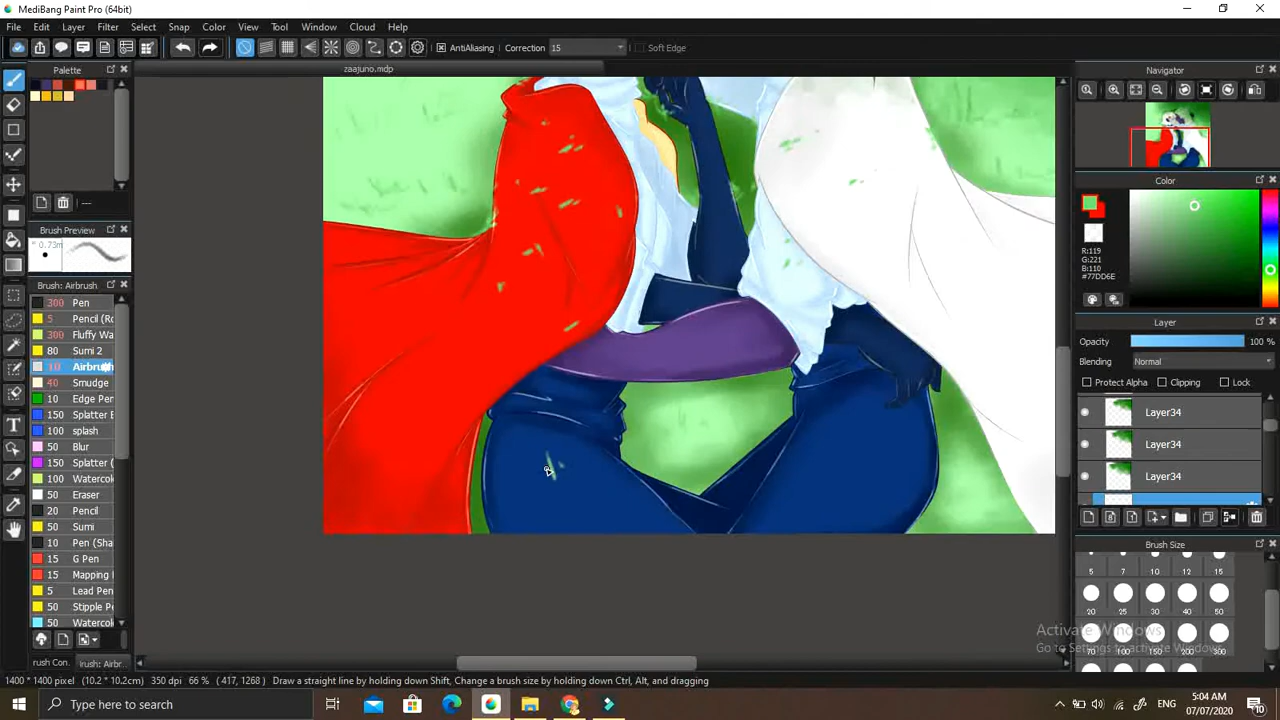 MediBang Paint Pro (64bit)
File Edit Layer Filter Select Snap Color View Tool Window Cloud Help
AntiAliasing Correction 15 Soft Edge
Palette
zaajuno.mdp
Navigator
---
Brush Preview
* 0.73m
Brush: Airbrush
300 Pen
5 Pencil (Ro
300 Fluffy Wa
80 Sumi 2
10 Airbrush
40 Smudge
10 Edge Pen
150 Splatter E
100 splash
50 Blur
150 Splatter (
100 Watercol
50 Eraser
20 Pencil
50 Sumi
10 Pen (Sha
15 G Pen
15 Mapping
5 Lead Pen
50 Stipple Pe
50 Watercol
rush Con.
lrush: Airbr
Color
R:119
G:221
B:110
#77DD6E
Layer
Opacity 100 %
Blending Normal
Protect Alpha Clipping Lock
Layer34
Layer34
Layer34
Brush Size
5 7 10 12 15
20 25 30 40 50
70 100 150 200 300
Activate Windows
Go to Settings to activate Windows.
1400 * 1400 pixel (10.2 * 10.2cm) 350 dpi 66 % ( 417, 1268 ) Draw a straight line by holding down Shift, Change a brush size by holding down Ctrl, Alt, and dragging
Type here to search
ENG
5:04 AM
07/07/2020
10